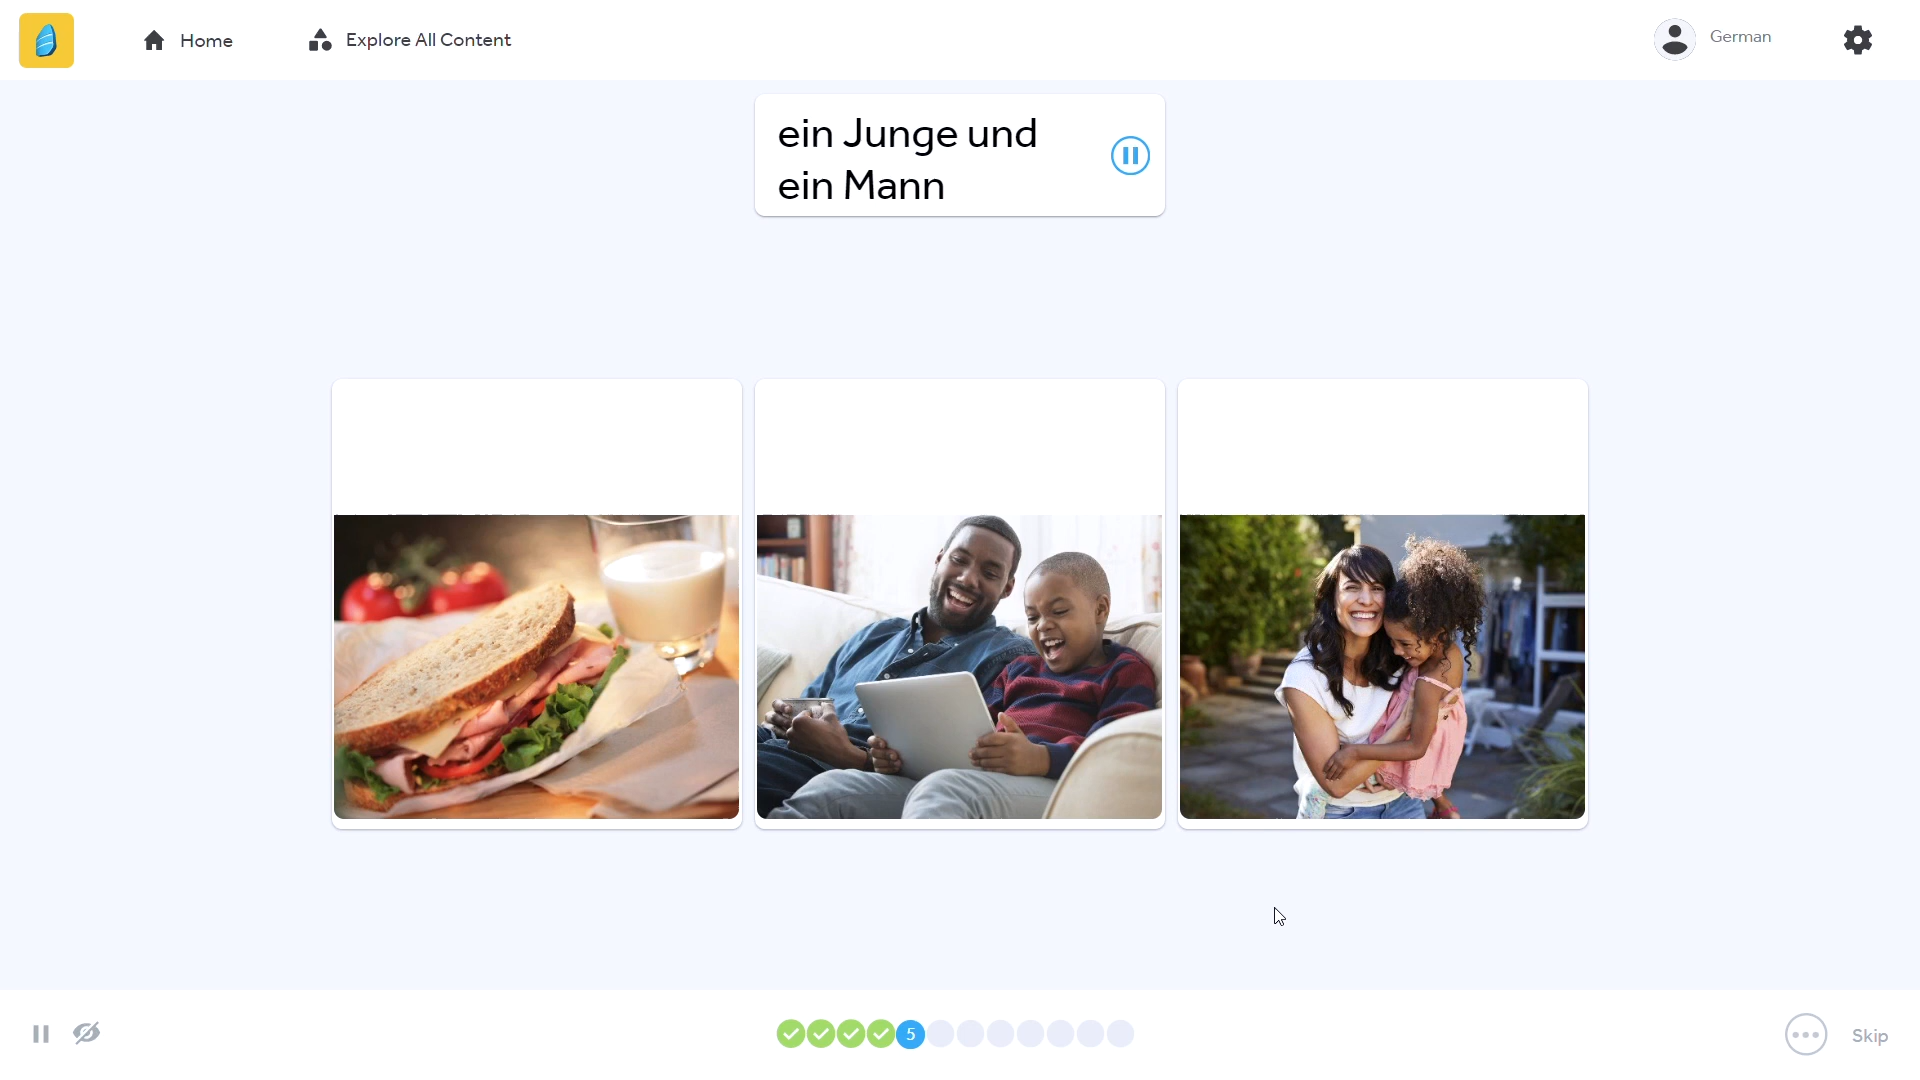 Home
Explore All Content
German
ein Junge und
ein Mann
5
Skip